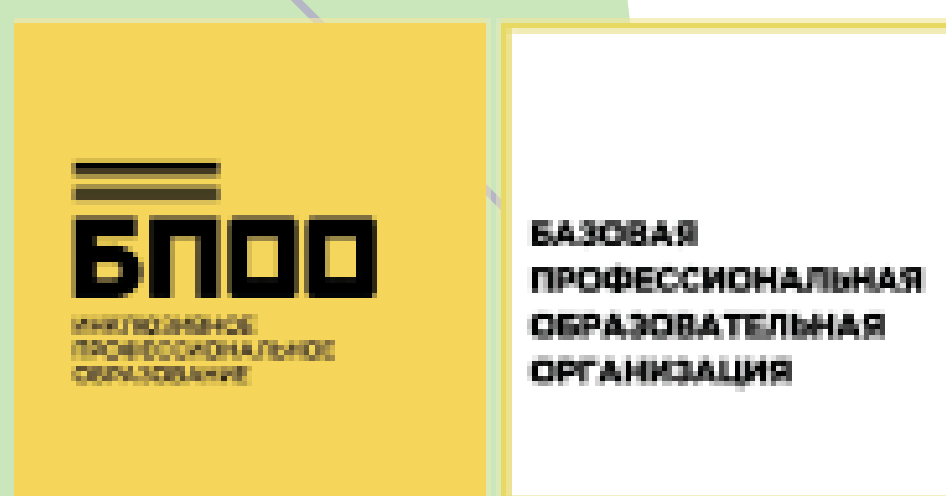 БПОО
ИНКЛЮЗИВНОЕ
ПРОФЕССИОНАЛЬНОЕ
ОБРАЗОВАНИЕ
БАЗОВАЯ
ПРОФЕССИОНАЛЬНАЯ
ОБРАЗОВАТЕЛЬНАЯ
ОРГАНИЗАЦИЯ